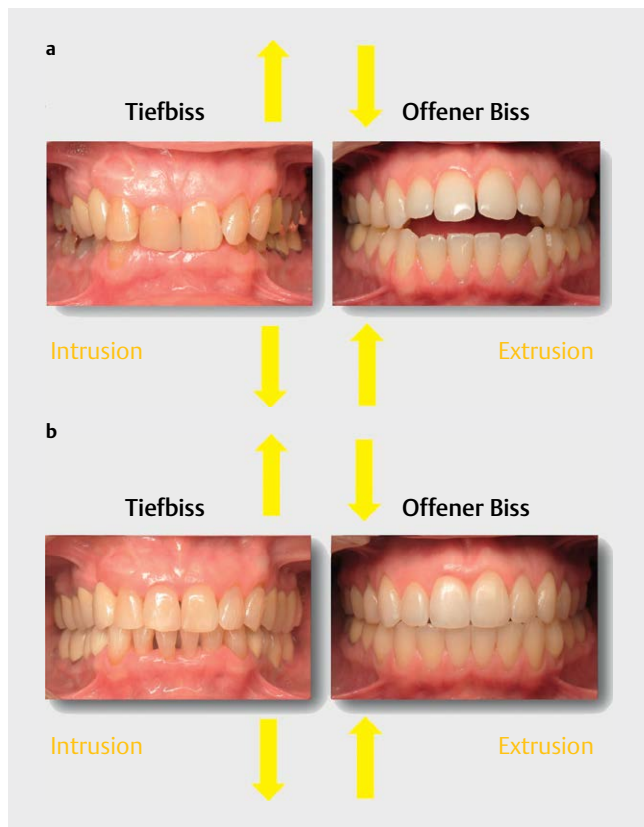 a
Tiefbiss Offener Biss
Intrusion Extrusion
b
Tiefbiss Offener Biss
Intrusion Extrusion